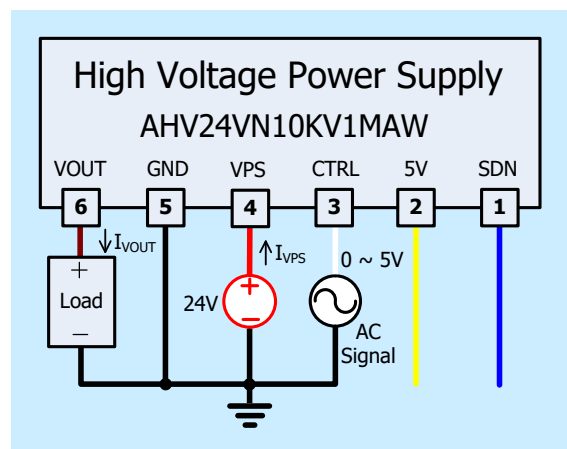 High Voltage Power Supply
AHV24VN10KV1MAW
VOUT GND VPS CTRL 5V SDN
6 5 4 3 2 1
IVOUT
IVPS
0 ~ 5V
+
Load
−
24V
+
−
AC
Signal